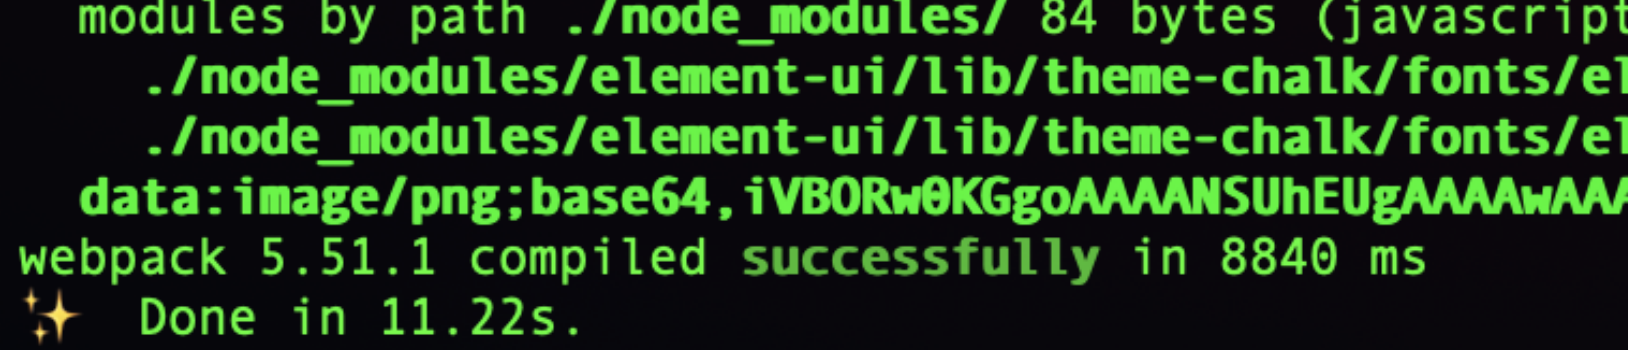 modules by path ./node_modules/ 84 bytes (javascript
./node_modules/element-ui/lib/theme-chalk/fonts/el
./node_modules/element-ui/lib/theme-chalk/fonts/el
data:image/png;base64,iVBORw0KGgoAAAANSUhEUgAAAAwAAA
webpack 5.51.1 compiled successfully in 8840 ms
✨ Done in 11.22s.